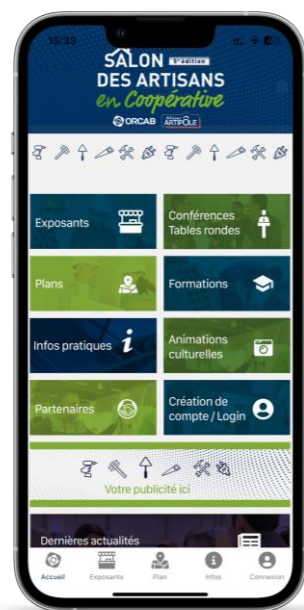 15:33
SALON 5e édition
DES ARTISANS
en Coopérative
ORCAB ARTIPÔLE
Exposants
Conférences
Tables rondes
Plans
Formations
Infos pratiques
Animations
culturelles
Partenaires
Création de
compte / Login
Votre publicité ici
Dernières actualités
Accueil Exposants Plan Infos Connexion